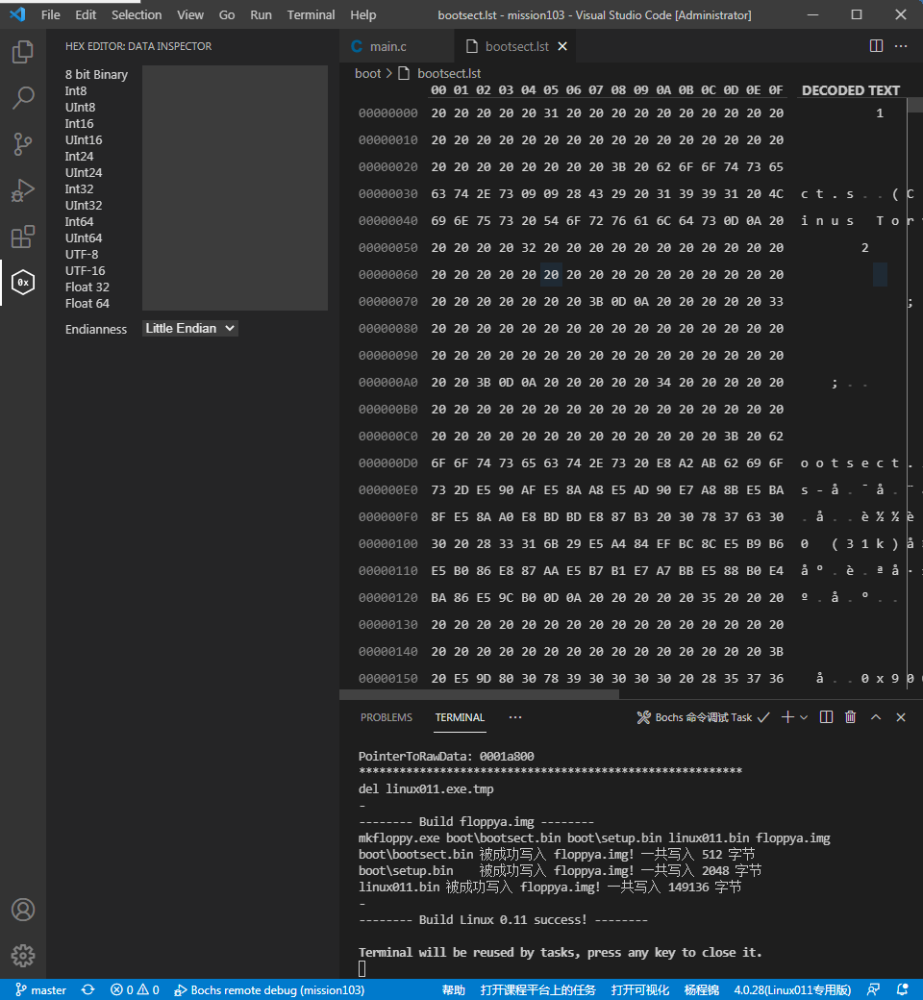 File Edit Selection View Go Run Terminal Help bootsect.lst - mission103 - Visual Studio Code [Administrator]
HEX EDITOR: DATA INSPECTOR
8 bit Binary
Int8
UInt8
Int16
UInt16
Int24
UInt24
Int32
UInt32
Int64
UInt64
UTF-8
UTF-16
Float 32
Float 64
Endianness Little Endian
C main.c bootsect.lst
boot > bootsect.lst
00 01 02 03 04 05 06 07 08 09 0A 0B 0C 0D 0E 0F DECODED TEXT
00000000 20 20 20 20 20 31 20 20 20 20 20 20 20 20 20 20 1
00000010 20 20 20 20 20 20 20 20 20 20 20 20 20 20 20 20
00000020 20 20 20 20 20 20 20 20 3B 20 62 6F 6F 74 73 65
00000030 63 74 2E 73 09 09 28 43 29 20 31 39 39 31 20 4C c t . s . . ( C
00000040 69 6E 75 73 20 54 6F 72 76 61 6C 64 73 0D 0A 20 i n u s T o r
00000050 20 20 20 20 32 20 20 20 20 20 20 20 20 20 20 20 2
00000060 20 20 20 20 20 20 20 20 20 20 20 20 20 20 20 20
00000070 20 20 20 20 20 20 20 3B 0D 0A 20 20 20 20 20 33 ;
00000080 20 20 20 20 20 20 20 20 20 20 20 20 20 20 20 20
00000090 20 20 20 20 20 20 20 20 20 20 20 20 20 20 20 20
000000A0 20 20 3B 0D 0A 20 20 20 20 20 34 20 20 20 20 20 ; . .
000000B0 20 20 20 20 20 20 20 20 20 20 20 20 20 20 20 20
000000C0 20 20 20 20 20 20 20 20 20 20 20 20 20 3B 20 62
000000D0 6F 6F 74 73 65 63 74 2E 73 20 E8 A2 AB 62 69 6F o o t s e c t .
000000E0 73 2D E5 90 AF E5 8A A8 E5 AD 90 E7 A8 8B E5 BA s - å . ¯ å . ¨
000000F0 8F E5 8A A0 E8 BD BD E8 87 B3 20 30 78 37 63 30 . å . . è ½ ½ è
00000100 30 20 28 33 31 6B 29 E5 A4 84 EF BC 8C E5 B9 B6 0 ( 3 1 k ) å
00000110 E5 B0 86 E8 87 AA E5 B7 B1 E7 A7 BB E5 88 B0 E4 å ° . è . ª å ·
00000120 BA 86 E5 9C B0 0D 0A 20 20 20 20 20 35 20 20 20 º . å . ° . .
00000130 20 20 20 20 20 20 20 20 20 20 20 20 20 20 20 20
00000140 20 20 20 20 20 20 20 20 20 20 20 20 20 20 20 3B
00000150 20 E5 9D 80 30 78 39 30 30 30 30 20 28 35 37 36 å . . 0 x 9 0
PROBLEMS TERMINAL ··· Bochs 命令调试 Task
PointerToRawData: 0001a800
*********************************************************
del linux011.exe.tmp
-
-------- Build floppya.img --------
mkfloppy.exe boot\bootsect.bin boot\setup.bin linux011.bin floppya.img
boot\bootsect.bin 被成功写入 floppya.img! 一共写入 512 字节
boot\setup.bin 被成功写入 floppya.img! 一共写入 2048 字节
linux011.bin 被成功写入 floppya.img! 一共写入 149136 字节
-
-------- Build Linux 0.11 success! --------
Terminal will be reused by tasks, press any key to close it.
master 0 0 Bochs remote debug (mission103) 帮助 打开课程平台上的任务 打开可视化 杨程锦 4.0.28(Linux011专用版)